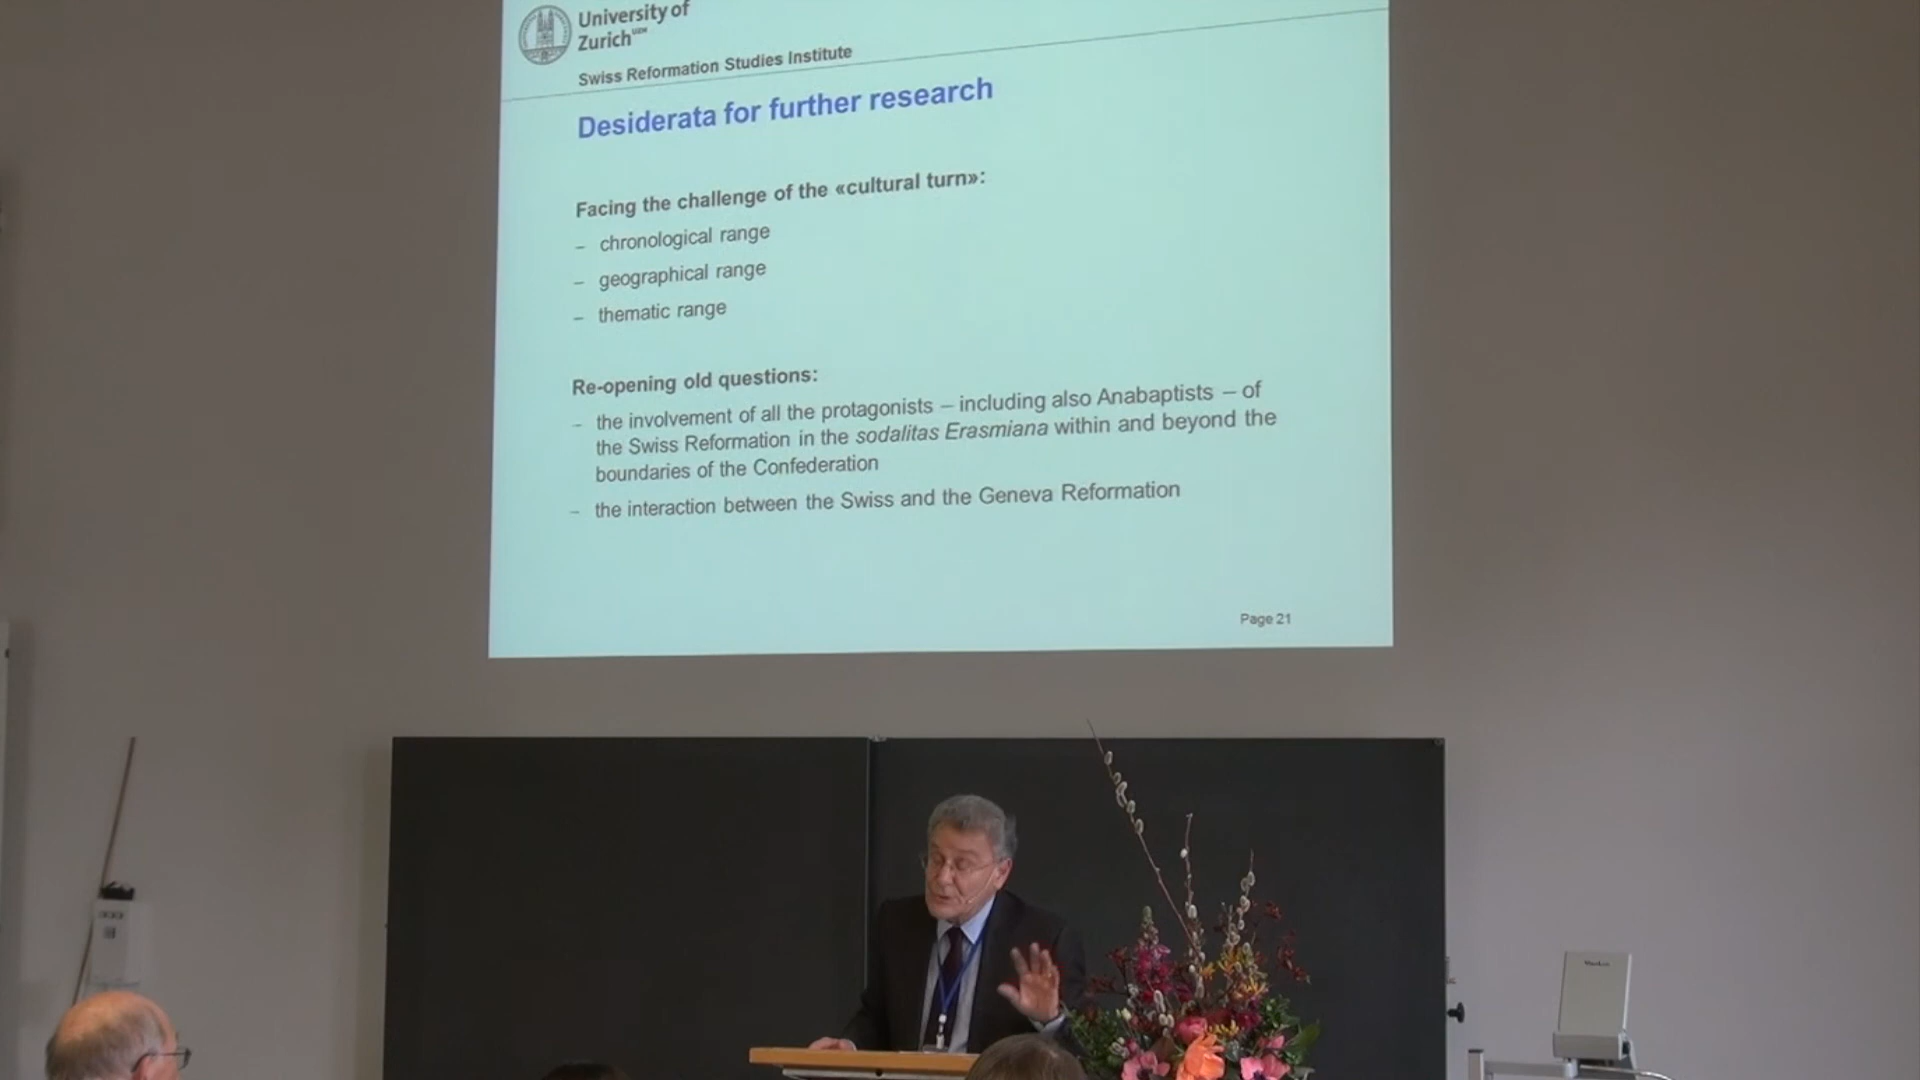 University of
Zurich UZH
Swiss Reformation Studies Institute
Desiderata for further research
Facing the challenge of the «cultural turn»:
– chronological range
– geographical range
– thematic range
Re-opening old questions:
– the involvement of all the protagonists – including also Anabaptists – of
the Swiss Reformation in the sodalitas Erasmiana within and beyond the
boundaries of the Confederation
– the interaction between the Swiss and the Geneva Reformation
Page 21